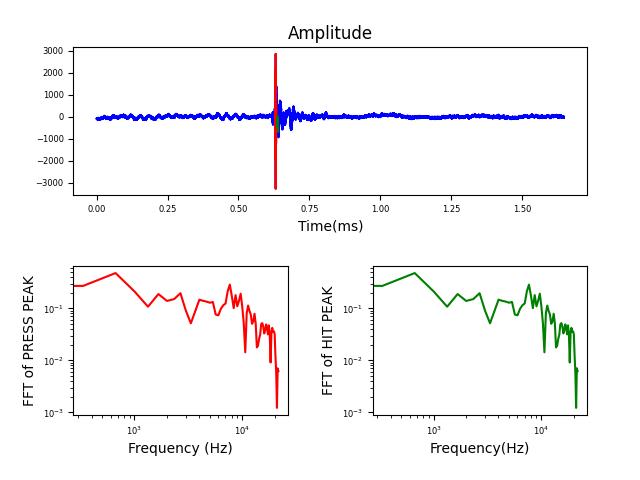 Amplitude
3000
2000
1000
0
−1000
−2000
−3000
0.00 0.25 0.50 0.75 1.00 1.25 1.50
Time(ms)
FFT of PRESS PEAK
10⁻¹
10⁻²
10⁻³
10³ 10⁴
Frequency (Hz)
FFT of HIT PEAK
10⁻¹
10⁻²
10⁻³
10³ 10⁴
Frequency(Hz)